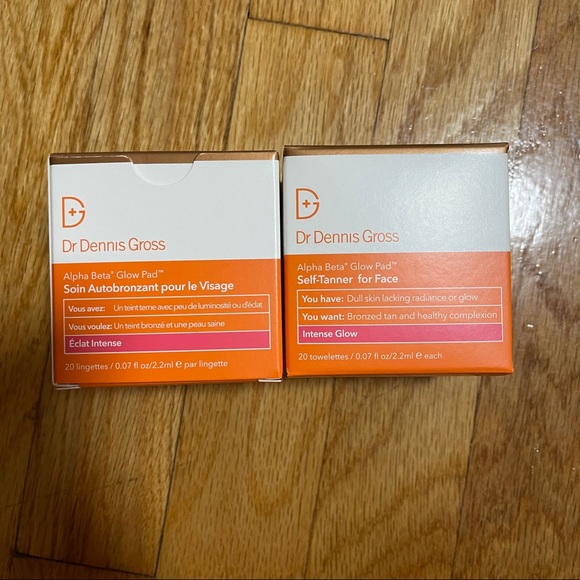 Dr Dennis Gross
Alpha Beta® Glow Pad™
Soin Autobronzant pour le Visage
Vous avez: Un teint terne avec peu de luminosité ou d'éclat
Vous voulez: Un teint bronzé et une peau saine
Éclat Intense
20 lingettes / 0.07 fl oz/2.2ml ℮ par lingette
Dr Dennis Gross
Alpha Beta® Glow Pad™
Self-Tanner for Face
You have: Dull skin lacking radiance or glow
You want: Bronzed tan and healthy complexion
Intense Glow
20 towelettes / 0.07 fl oz/2.2ml ℮ each